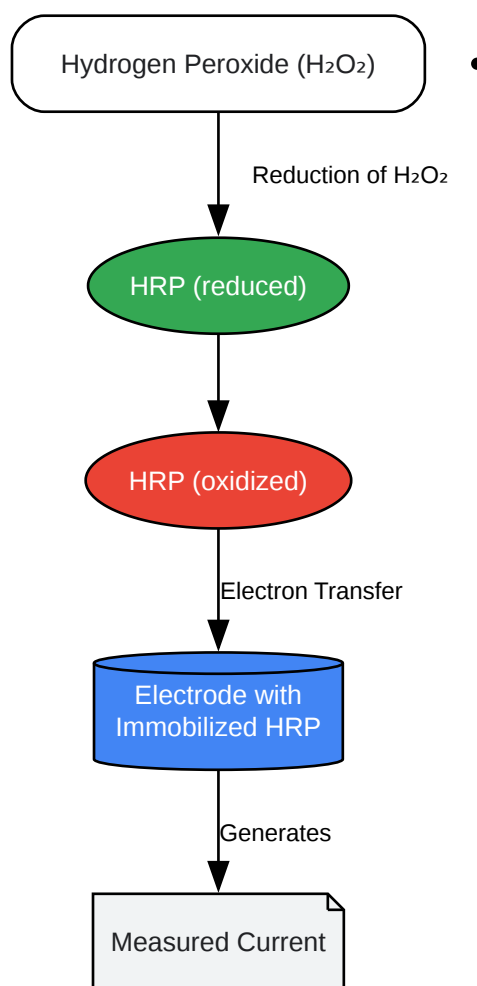 Hydrogen Peroxide (H₂O₂)
Reduction of H₂O₂
HRP (reduced)
HRP (oxidized)
Electron Transfer
Electrode with
Immobilized HRP
Generates
Measured Current